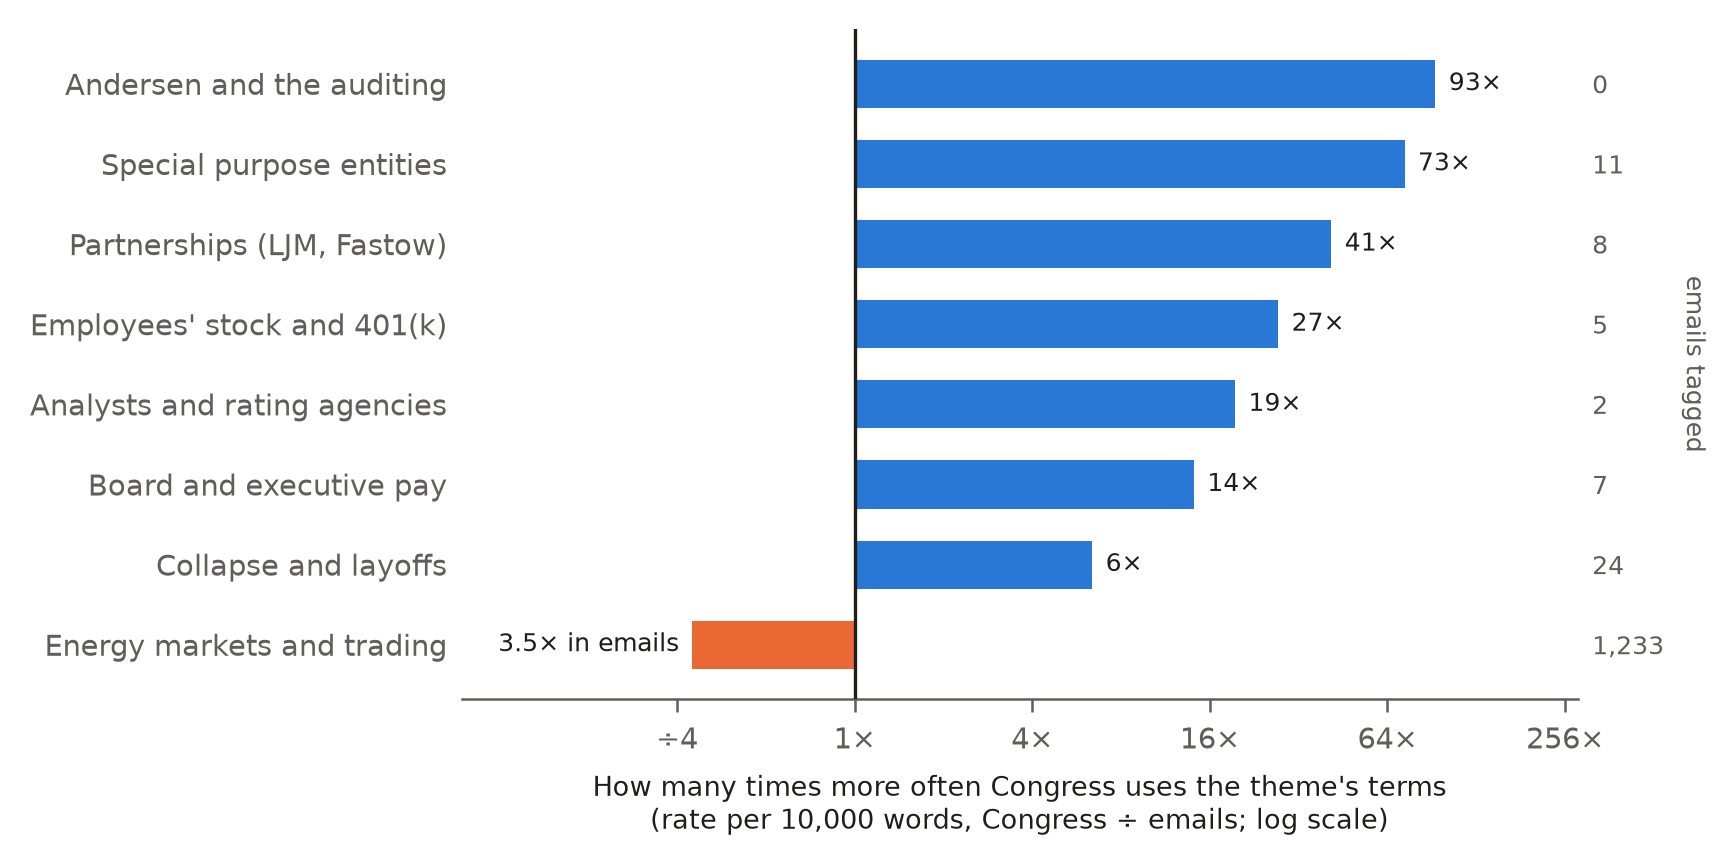 Andersen and the auditing 93× 0
Special purpose entities 73× 11
Partnerships (LJM, Fastow) 41× 8
Employees' stock and 401(k) 27× 5
Analysts and rating agencies 19× 2
Board and executive pay 14× 7
Collapse and layoffs 6× 24
Energy markets and trading 3.5× in emails 1,233
emails tagged
÷4 1× 4× 16× 64× 256×
How many times more often Congress uses the theme's terms
(rate per 10,000 words, Congress ÷ emails; log scale)